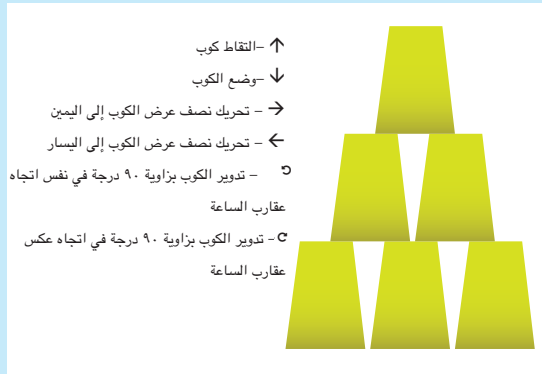 ↑ –التقاط كوب
↓ –وضع الكوب
→ – تحريك نصف عرض الكوب إلى اليمين
← – تحريك نصف عرض الكوب إلى اليسار
↺ – تدوير الكوب بزاوية ٩٠ درجة في نفس اتجاه
عقارب الساعة
↻ – تدوير الكوب بزاوية ٩٠ درجة في اتجاه عكس
عقارب الساعة